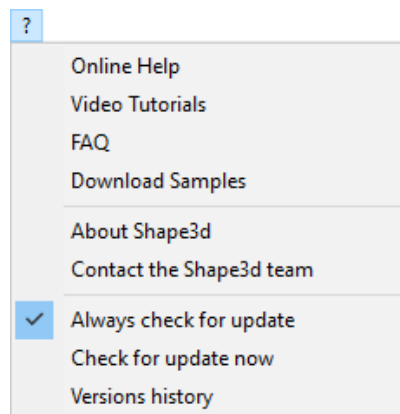 ?
Online Help
Video Tutorials
FAQ
Download Samples
About Shape3d
Contact the Shape3d team
Always check for update
Check for update now
Versions history